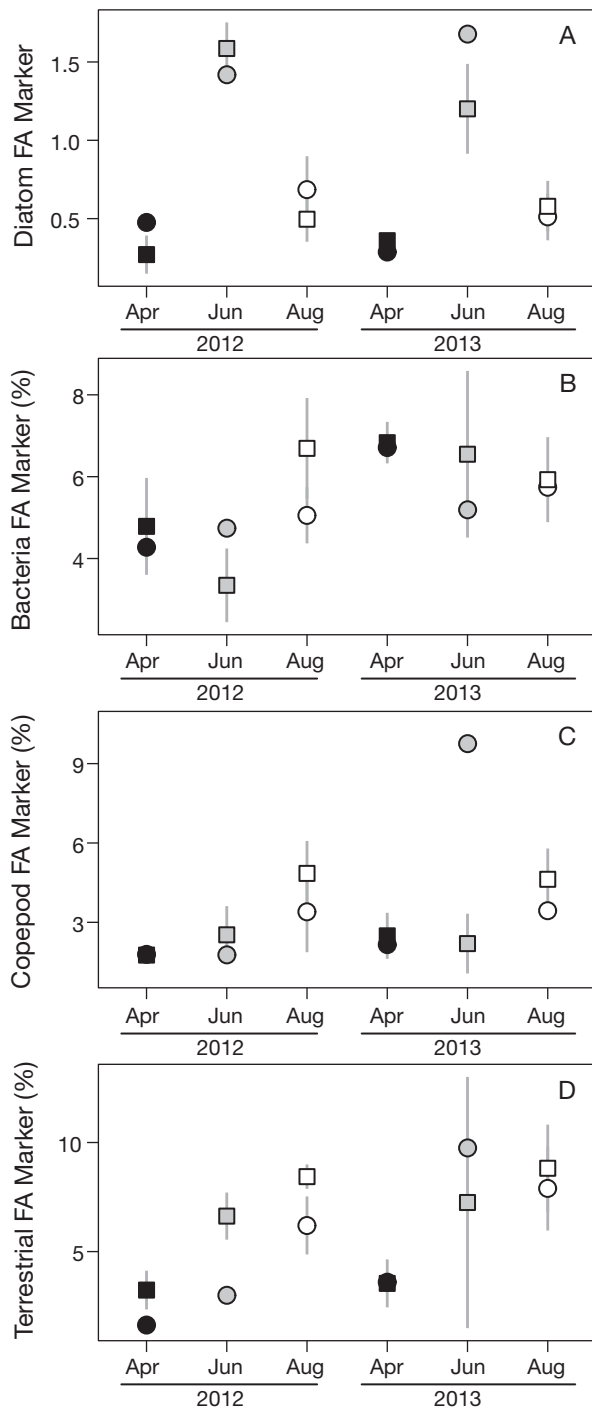 A
Diatom FA Marker
1.5
1.0
0.5
Apr Jun Aug Apr Jun Aug
2012 2013
B
Bacteria FA Marker (%)
8
6
4
Apr Jun Aug Apr Jun Aug
2012 2013
C
Copepod FA Marker (%)
9
6
3
Apr Jun Aug Apr Jun Aug
2012 2013
D
Terrestrial FA Marker (%)
10
5
Apr Jun Aug Apr Jun Aug
2012 2013